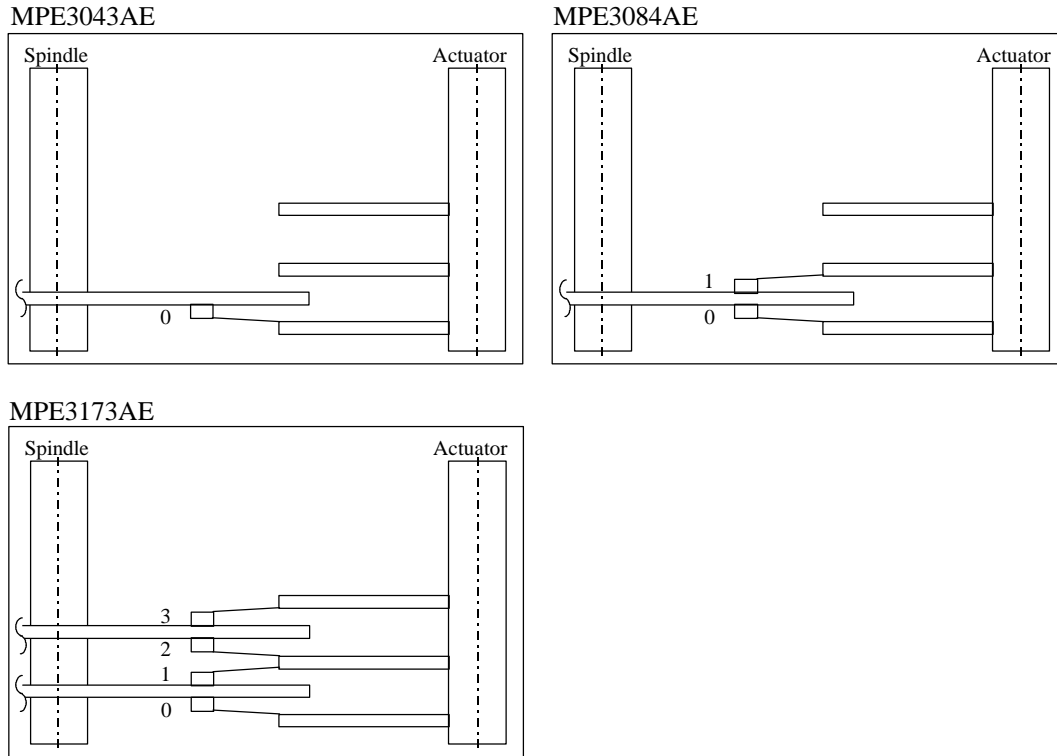 MPE3043AE
Spindle
Actuator
0
MPE3084AE
Spindle
Actuator
1
0
MPE3173AE
Spindle
Actuator
3
2
1
0